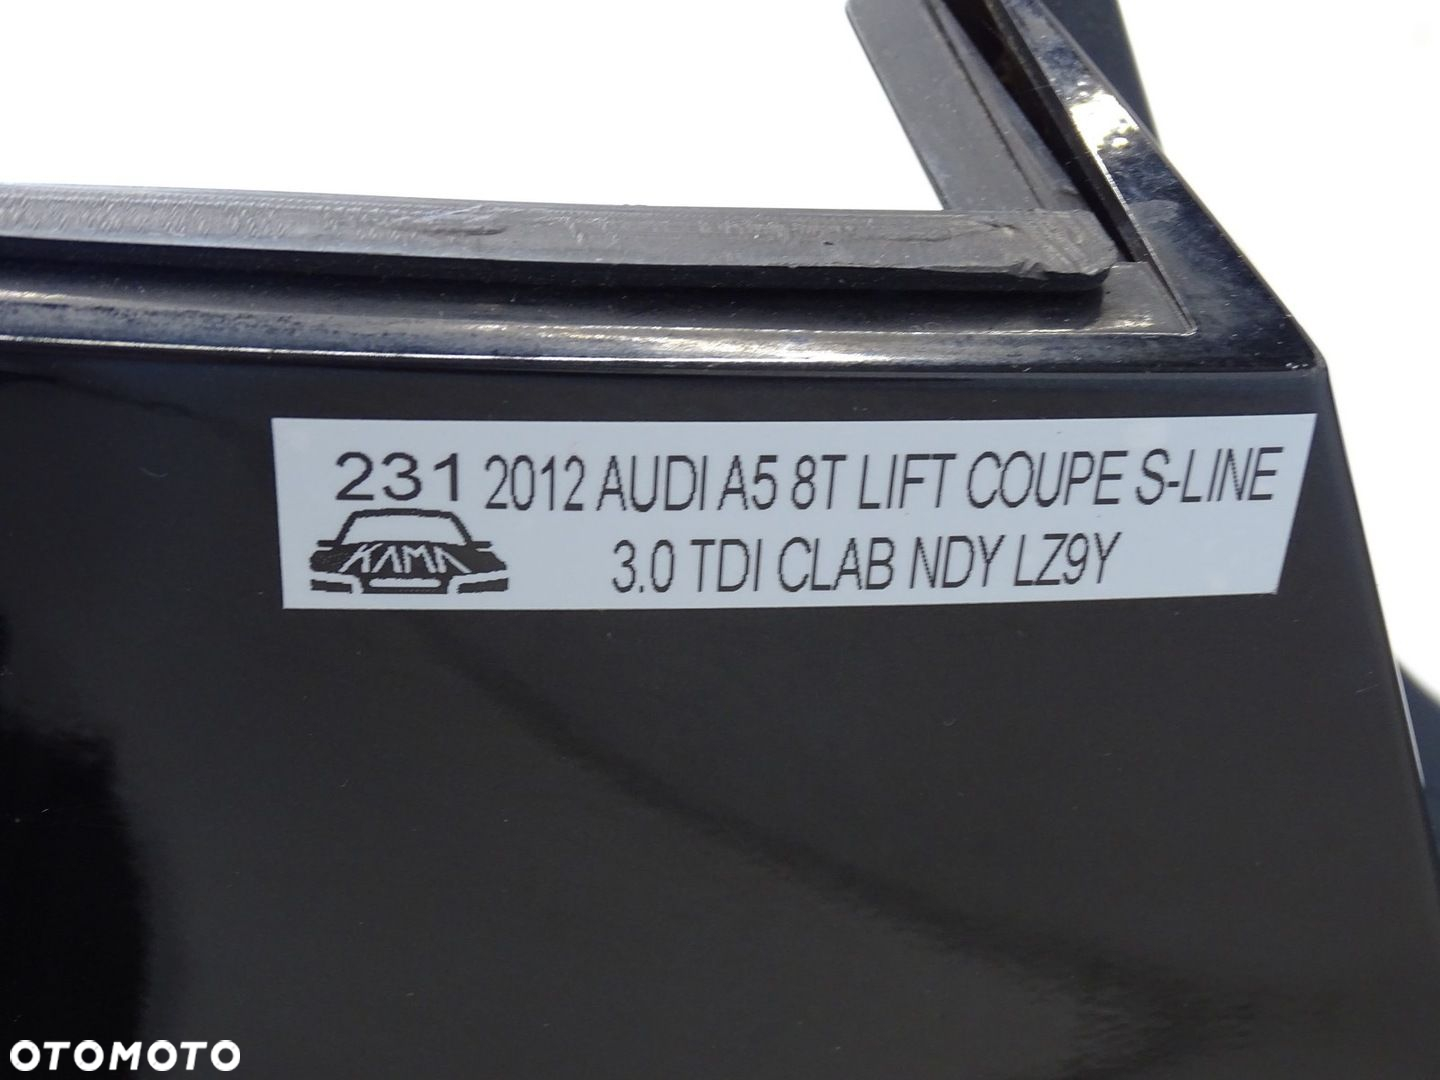 231 2012 AUDI A5 8T LIFT COUPE S-LINE
KAMA 3.0 TDI CLAB NDY LZ9Y
OTOMOTO